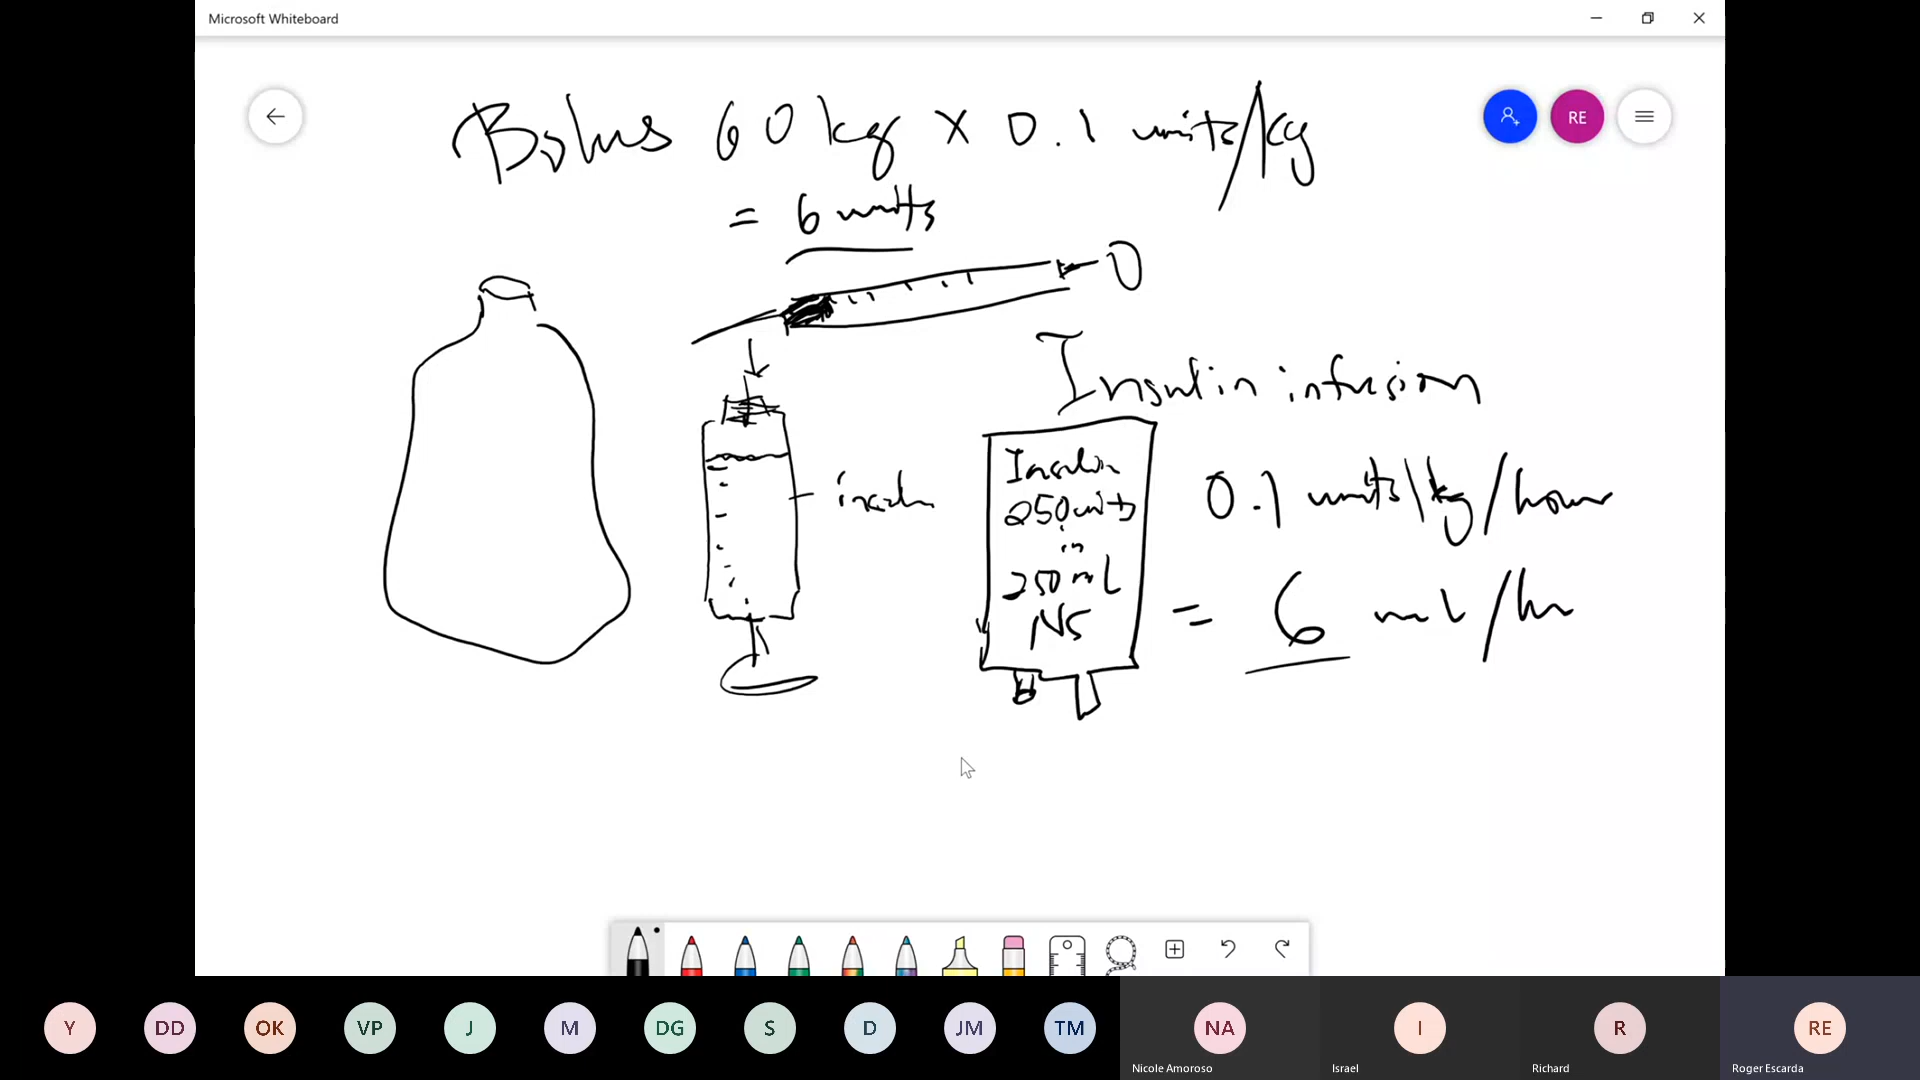 Microsoft Whiteboard
RE
Bolus 60 kg x 0.1 units/kg
= 6 units
Insulin infusion
Insulin
250 units
in
250 mL
NS
0.1 units/kg/hour
= 6 mL/hr
Y
DD
OK
VP
J
M
DG
S
D
JM
TM
NA
I
R
RE
Nicole Amoroso
Israel
Richard
Roger Escarda